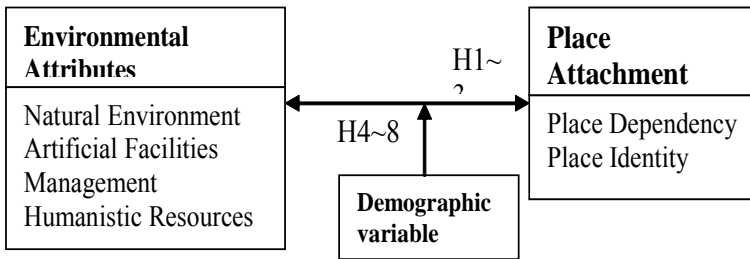 Environmental
Attributes
Natural Environment
Artificial Facilities
Management
Humanistic Resources
H1~
H4~8
Demographic
variable
Place
Attachment
Place Dependency
Place Identity